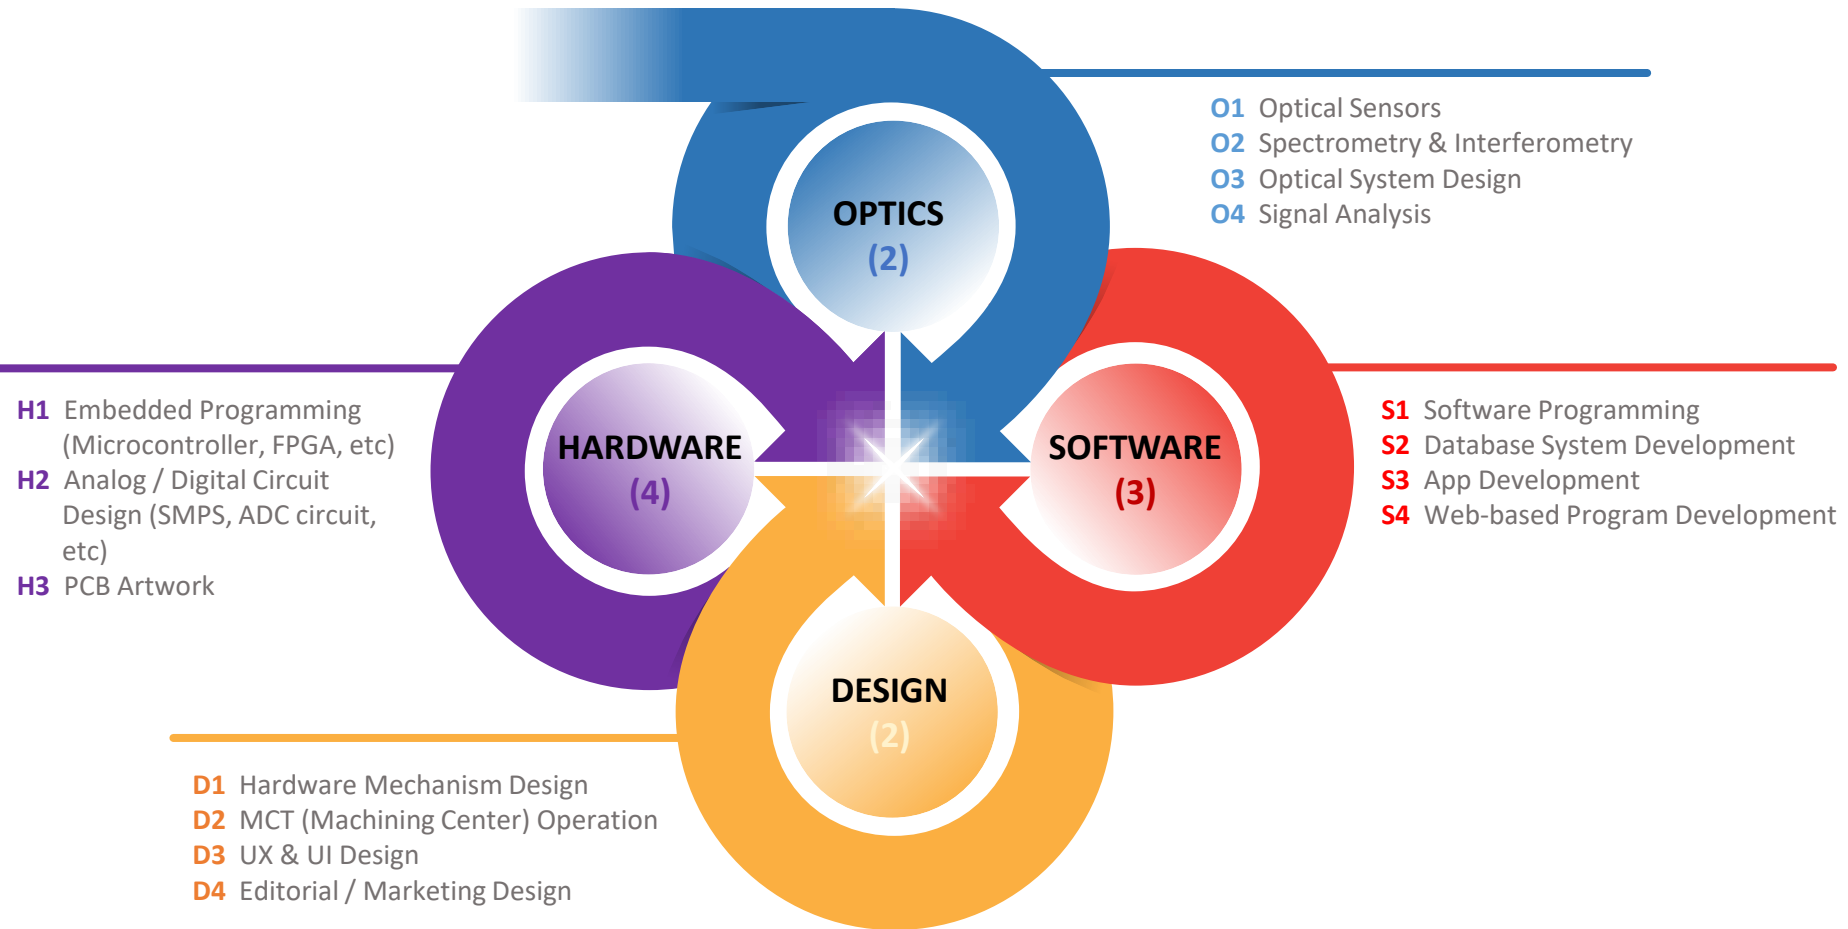 O1 Optical Sensors
O2 Spectrometry & Interferometry
O3 Optical System Design
O4 Signal Analysis
OPTICS
(2)
H1 Embedded Programming
(Microcontroller, FPGA, etc)
H2 Analog / Digital Circuit
Design (SMPS, ADC circuit,
etc)
H3 PCB Artwork
HARDWARE
(4)
SOFTWARE
(3)
S1 Software Programming
S2 Database System Development
S3 App Development
S4 Web-based Program Development
DESIGN
(2)
D1 Hardware Mechanism Design
D2 MCT (Machining Center) Operation
D3 UX & UI Design
D4 Editorial / Marketing Design